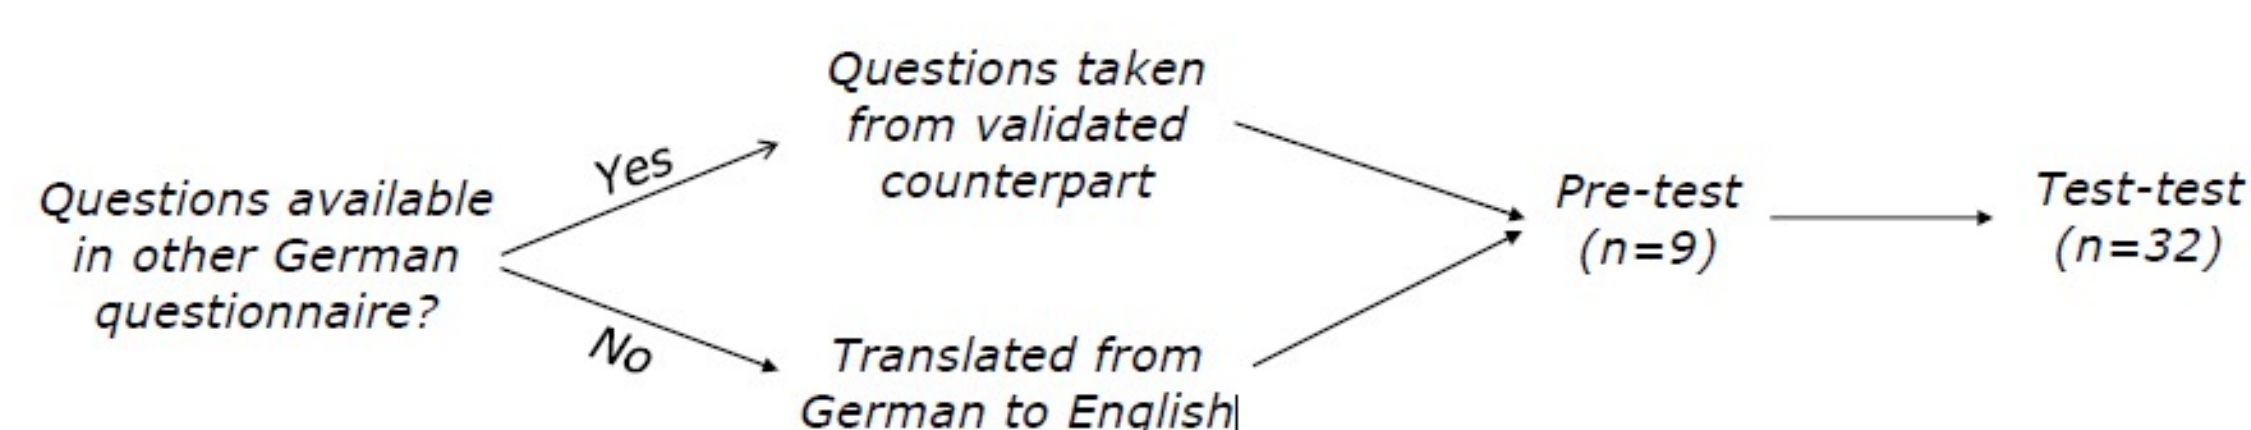 Questions available
in other German
questionnaire?
Yes
No
Questions taken
from validated
counterpart
Translated from
German to English
Pre-test
(n=9)
Test-test
(n=32)